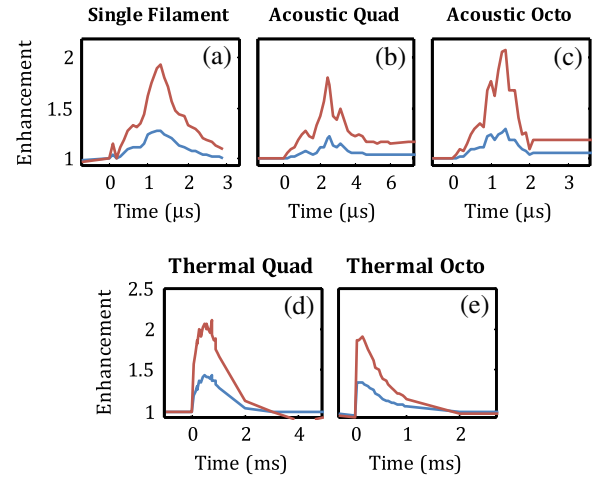 Single Filament Acoustic Quad Acoustic Octo
(a) (b) (c)
Enhancement
2
1.5
1
0 1 2 3 0 2 4 6 0 1 2 3
Time (μs) Time (μs) Time (μs)
Thermal Quad Thermal Octo
(d) (e)
Enhancement
2.5
2
1.5
1
0 2 4 0 1 2
Time (ms) Time (ms)